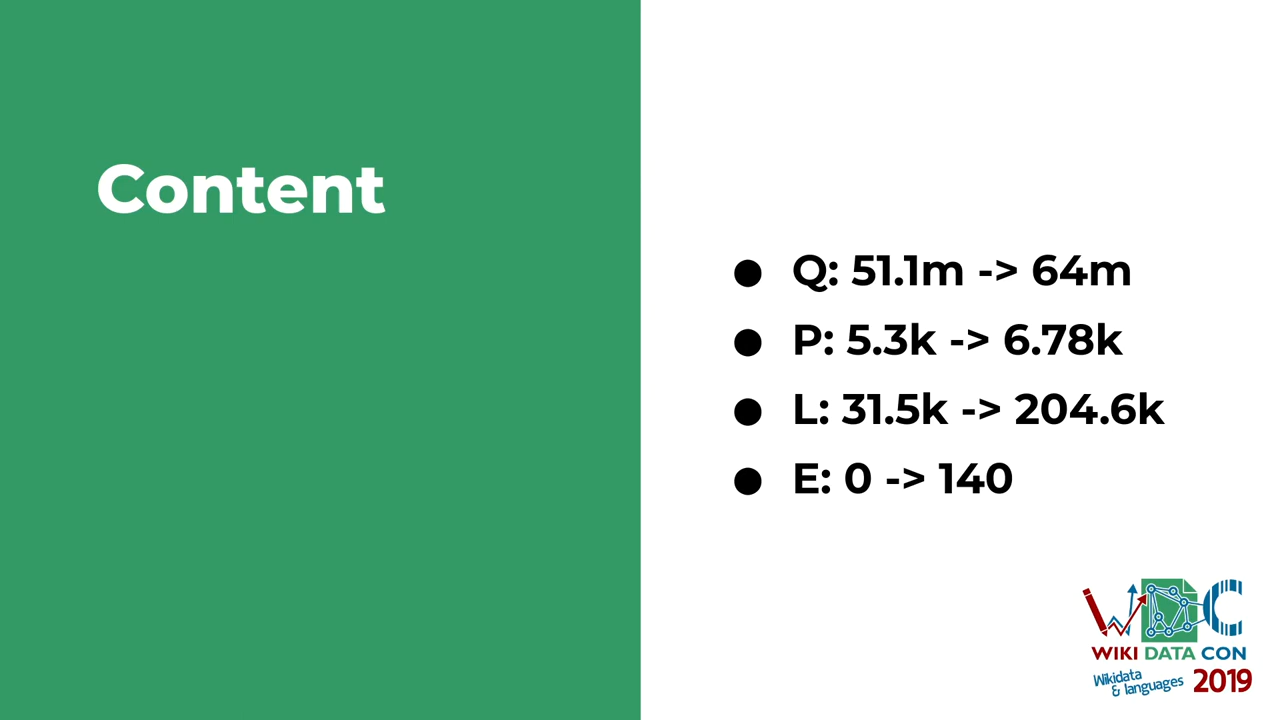 Content
● Q: 51.1m -> 64m
● P: 5.3k -> 6.78k
● L: 31.5k -> 204.6k
● E: 0 -> 140
WDC
WIKI DATA CON
Wikidata & languages 2019